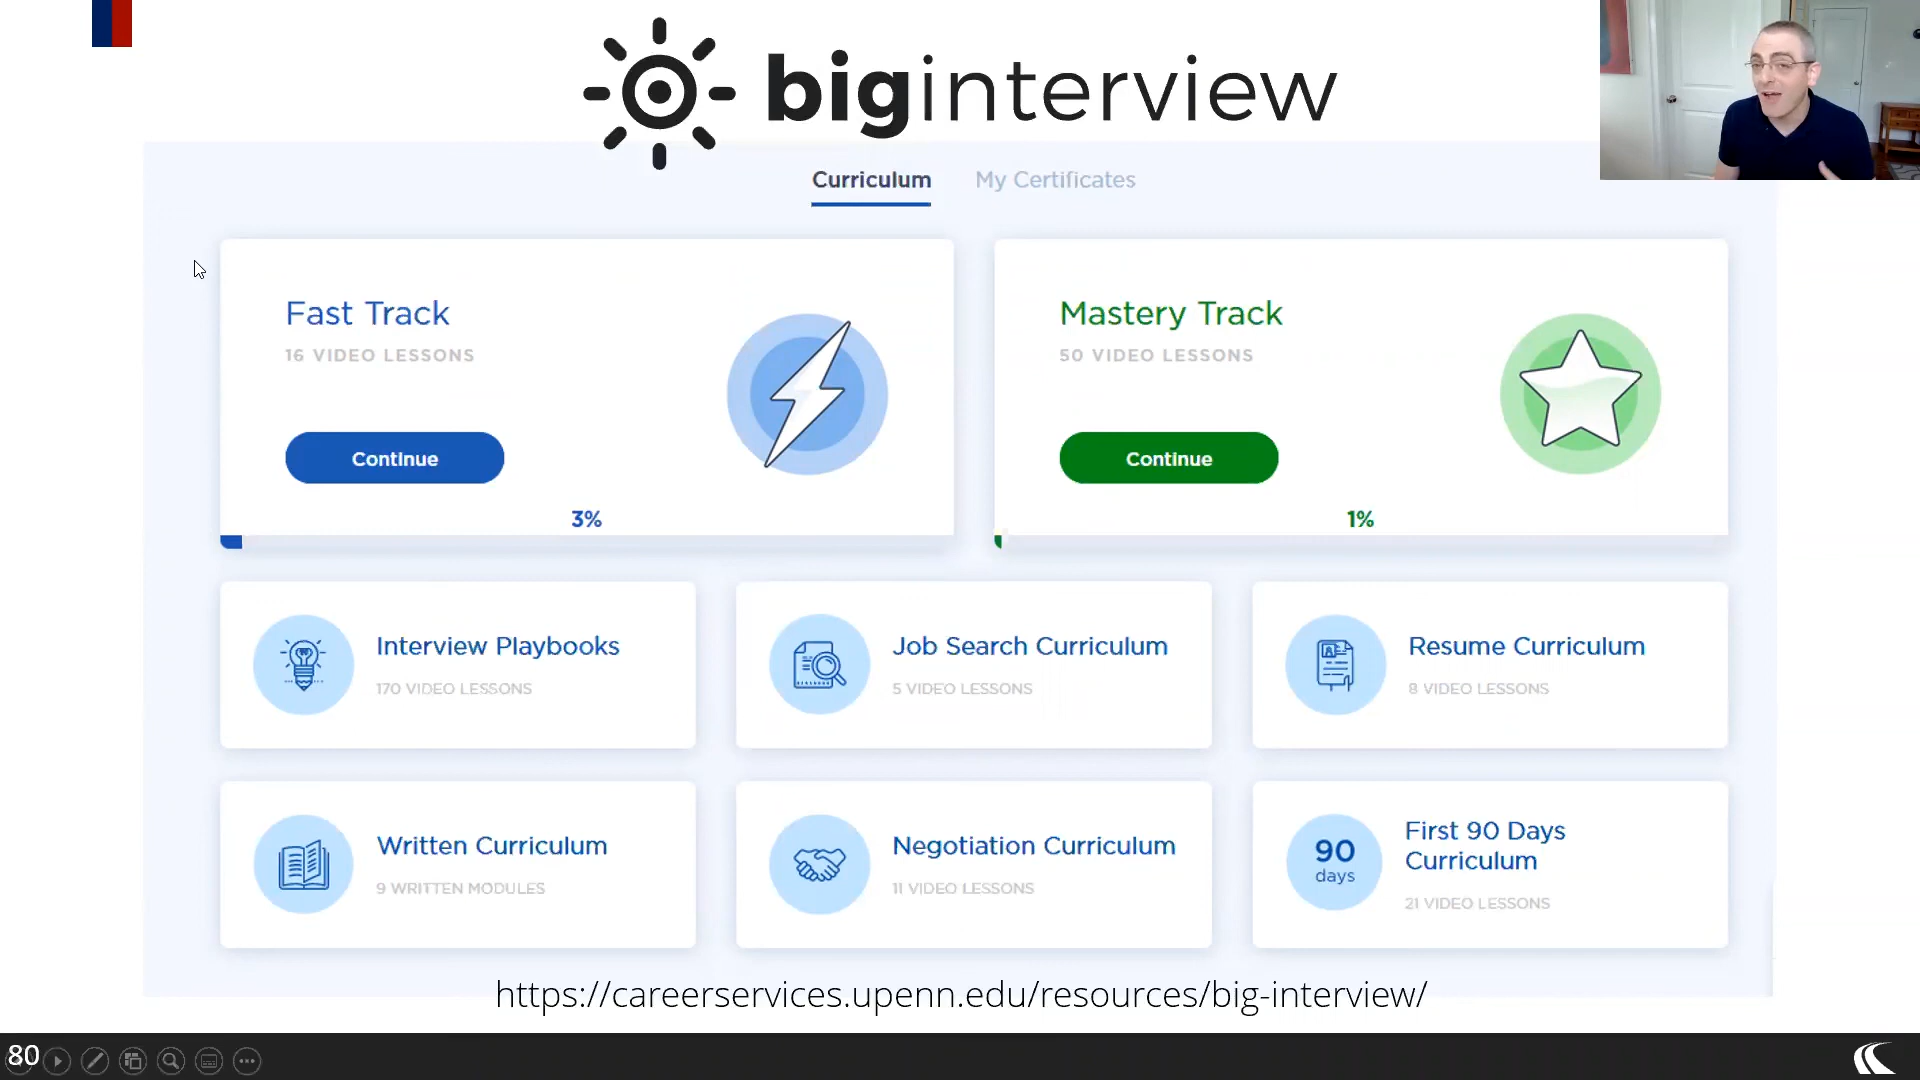 biginterview
Curriculum
My Certificates
Fast Track
16 VIDEO LESSONS
Continue
3%
Mastery Track
50 VIDEO LESSONS
Continue
1%
Interview Playbooks
170 VIDEO LESSONS
Job Search Curriculum
5 VIDEO LESSONS
Resume Curriculum
8 VIDEO LESSONS
Written Curriculum
9 WRITTEN MODULES
Negotiation Curriculum
11 VIDEO LESSONS
90
days
First 90 Days
Curriculum
21 VIDEO LESSONS
https://careerservices.upenn.edu/resources/big-interview/
80